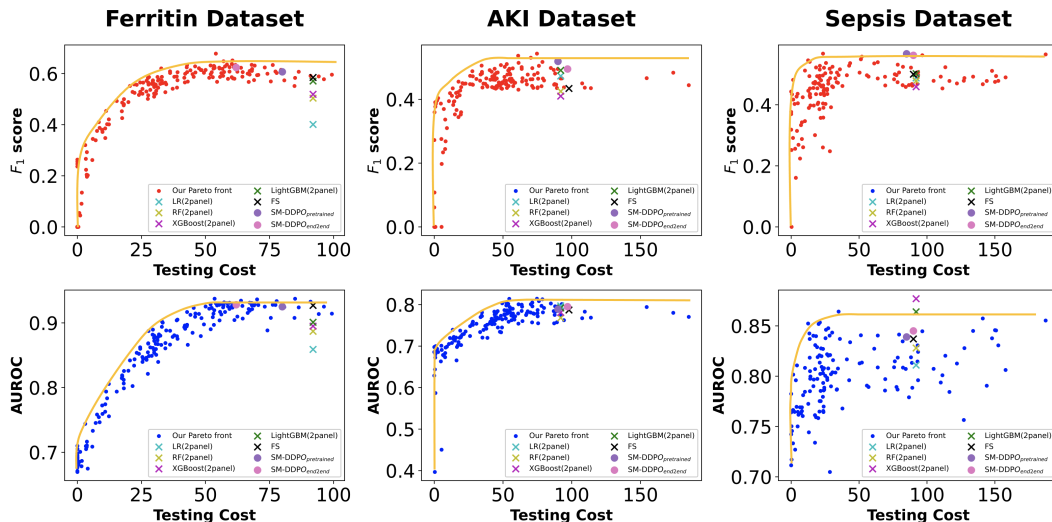 Ferritin Dataset
AKI Dataset
Sepsis Dataset
F1 score
0.6
0.4
0.2
0.0
Our Pareto front
LR(2panel)
RF(2panel)
XGBoost(2panel)
LightGBM(2panel)
FS
SM-DDPOpretrained
SM-DDPOend2end
0 25 50 75 100
Testing Cost
F1 score
0.4
0.2
0.0
Our Pareto front
LR(2panel)
RF(2panel)
XGBoost(2panel)
LightGBM(2panel)
FS
SM-DDPOpretrained
SM-DDPOend2end
0 50 100 150
Testing Cost
F1 score
0.4
0.2
0.0
Our Pareto front
LR(2panel)
RF(2panel)
XGBoost(2panel)
LightGBM(2panel)
FS
SM-DDPOpretrained
SM-DDPOend2end
0 50 100 150
Testing Cost
AUROC
0.9
0.8
0.7
Our Pareto front
LR(2panel)
RF(2panel)
XGBoost(2panel)
LightGBM(2panel)
FS
SM-DDPOpretrained
SM-DDPOend2end
0 25 50 75 100
Testing Cost
AUROC
0.8
0.7
0.6
0.5
0.4
Our Pareto front
LR(2panel)
RF(2panel)
XGBoost(2panel)
LightGBM(2panel)
FS
SM-DDPOpretrained
SM-DDPOend2end
0 50 100 150
Testing Cost
AUROC
0.85
0.80
0.75
0.70
Our Pareto front
LR(2panel)
RF(2panel)
XGBoost(2panel)
LightGBM(2panel)
FS
SM-DDPOpretrained
SM-DDPOend2end
0 50 100 150
Testing Cost